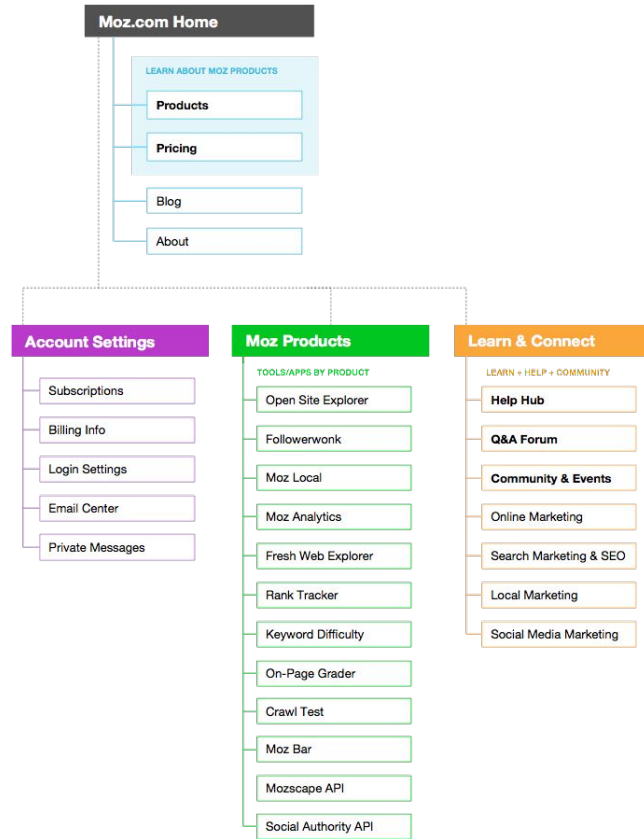 Moz.com Home
LEARN ABOUT MOZ PRODUCTS
Products
Pricing
Blog
About
Account Settings
Subscriptions
Billing Info
Login Settings
Email Center
Private Messages
Moz Products
TOOLS/APPS BY PRODUCT
Open Site Explorer
Followerwonk
Moz Local
Moz Analytics
Fresh Web Explorer
Rank Tracker
Keyword Difficulty
On-Page Grader
Crawl Test
Moz Bar
Mozscape API
Social Authority API
Learn & Connect
LEARN + HELP + COMMUNITY
Help Hub
Q&A Forum
Community & Events
Online Marketing
Search Marketing & SEO
Local Marketing
Social Media Marketing